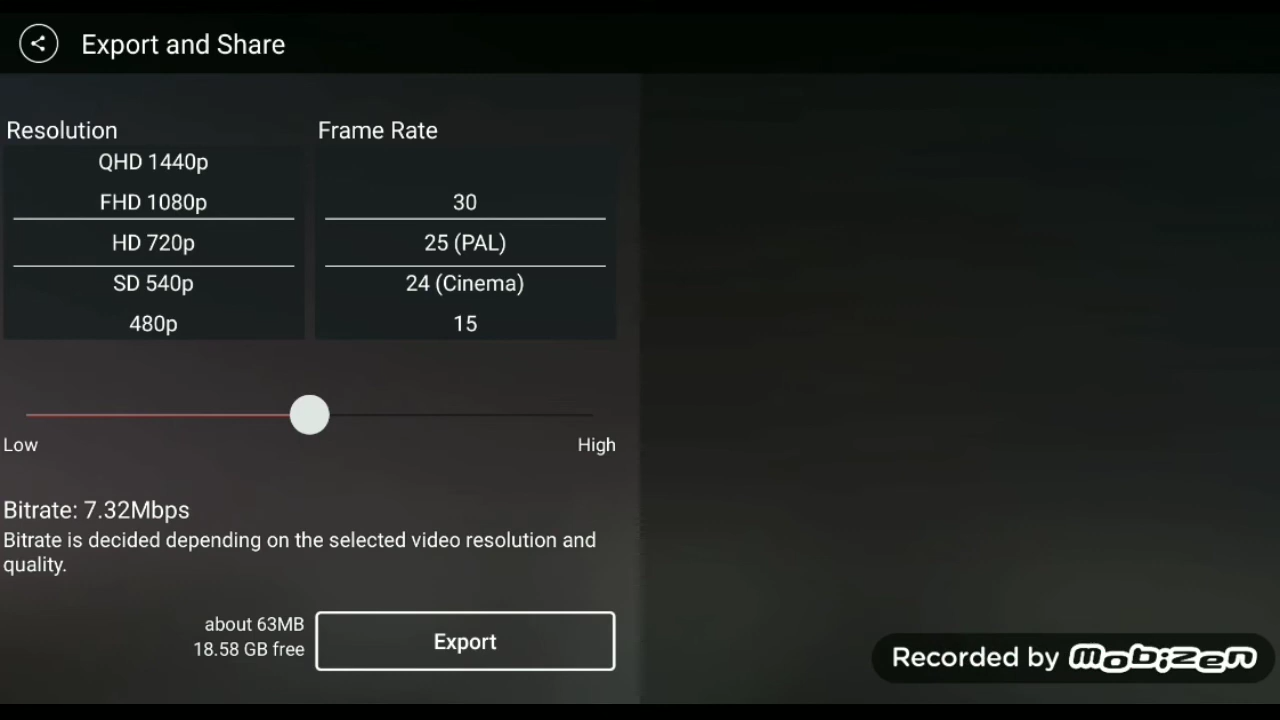 Export and Share
Resolution
Frame Rate
QHD 1440p
FHD 1080p
HD 720p
SD 540p
480p
30
25 (PAL)
24 (Cinema)
15
Low
High
Bitrate: 7.32Mbps
Bitrate is decided depending on the selected video resolution and
quality.
about 63MB
18.58 GB free
Export
Recorded by mobizen